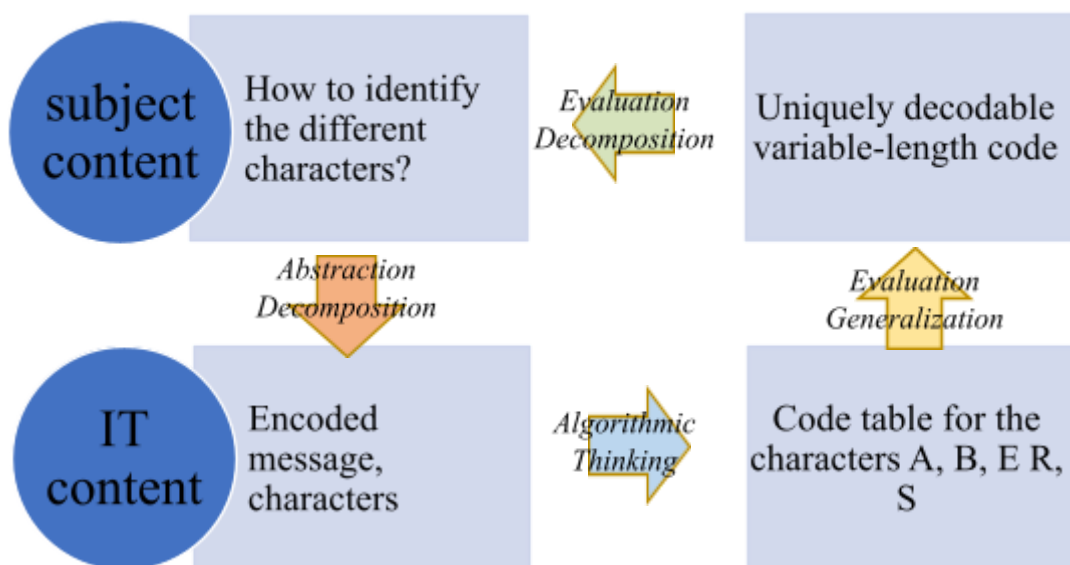 subject
content
How to identify
the different
characters?
Evaluation
Decomposition
Uniquely decodable
variable-length code
Abstraction
Decomposition
Evaluation
Generalization
IT
content
Encoded
message,
characters
Algorithmic
Thinking
Code table for the
characters A, B, E R,
S